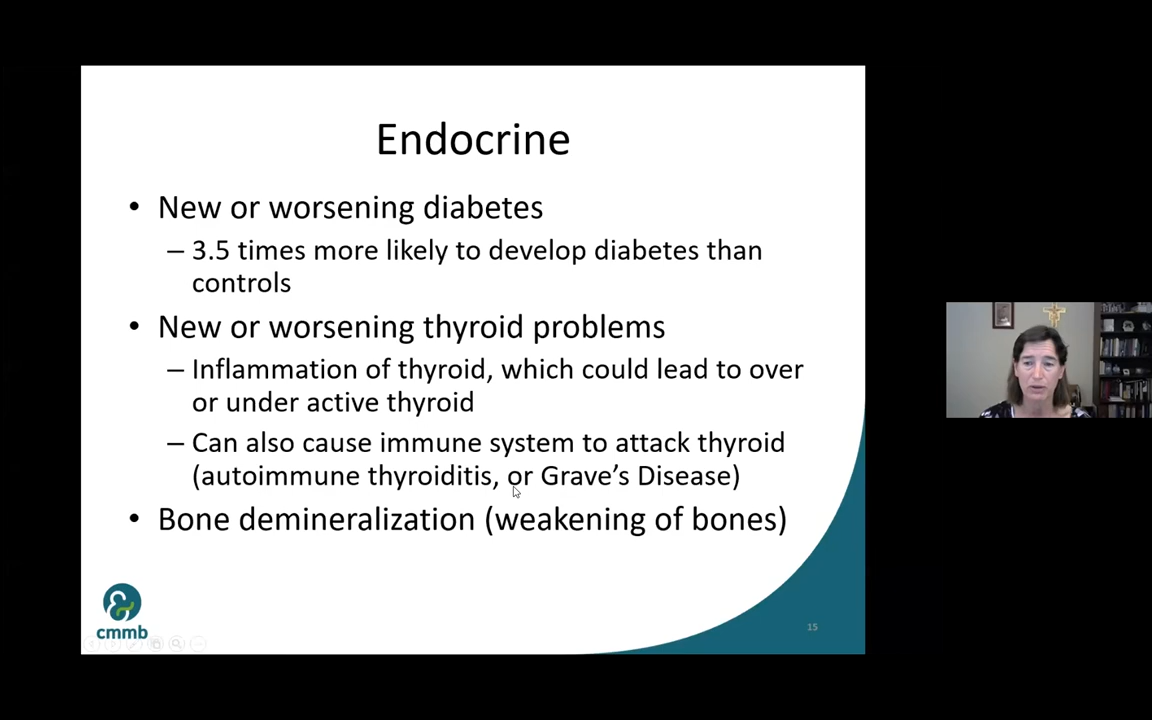 Endocrine
• New or worsening diabetes
– 3.5 times more likely to develop diabetes than
controls
• New or worsening thyroid problems
– Inflammation of thyroid, which could lead to over
or under active thyroid
– Can also cause immune system to attack thyroid
(autoimmune thyroiditis, or Grave's Disease)
• Bone demineralization (weakening of bones)
cmmb
15